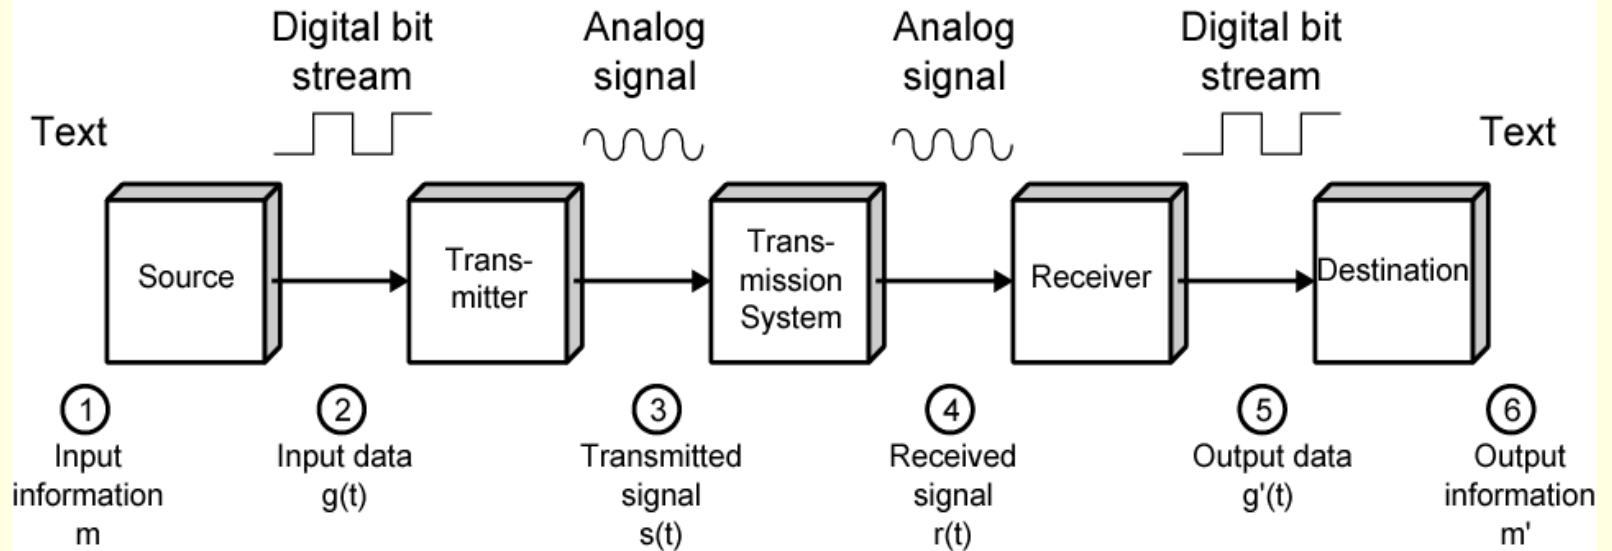 Digital bit
stream
Analog
signal
Analog
signal
Digital bit
stream
Text
Text
Source
Trans-
mitter
Trans-
mission
System
Receiver
Destination
1
Input
information
m
2
Input data
g(t)
3
Transmitted
signal
s(t)
4
Received
signal
r(t)
5
Output data
g'(t)
6
Output
information
m'